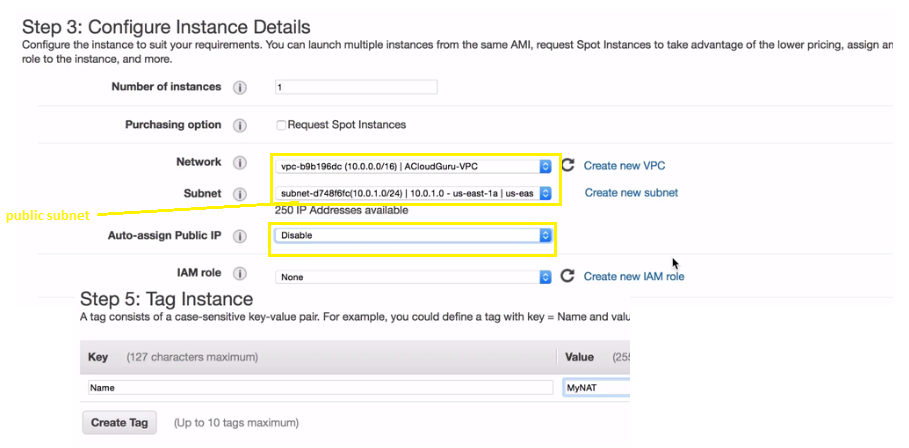 Step 3: Configure Instance Details
Configure the instance to suit your requirements. You can launch multiple instances from the same AMI, request Spot Instances to take advantage of the lower pricing, assign an
role to the instance, and more.
Number of instances i 1
Purchasing option i Request Spot Instances
Network i vpc-b9b196dc (10.0.0.0/16) | ACloudGuru-VPC Create new VPC
Subnet i subnet-d748f6fc(10.0.1.0/24) | 10.0.1.0 - us-east-1a | us-eas Create new subnet
public subnet 250 IP Addresses available
Auto-assign Public IP i Disable
IAM role i None Create new IAM role
Step 5: Tag Instance
A tag consists of a case-sensitive key-value pair. For example, you could define a tag with key = Name and valu
Key (127 characters maximum) Value (255
Name MyNAT
Create Tag (Up to 10 tags maximum)